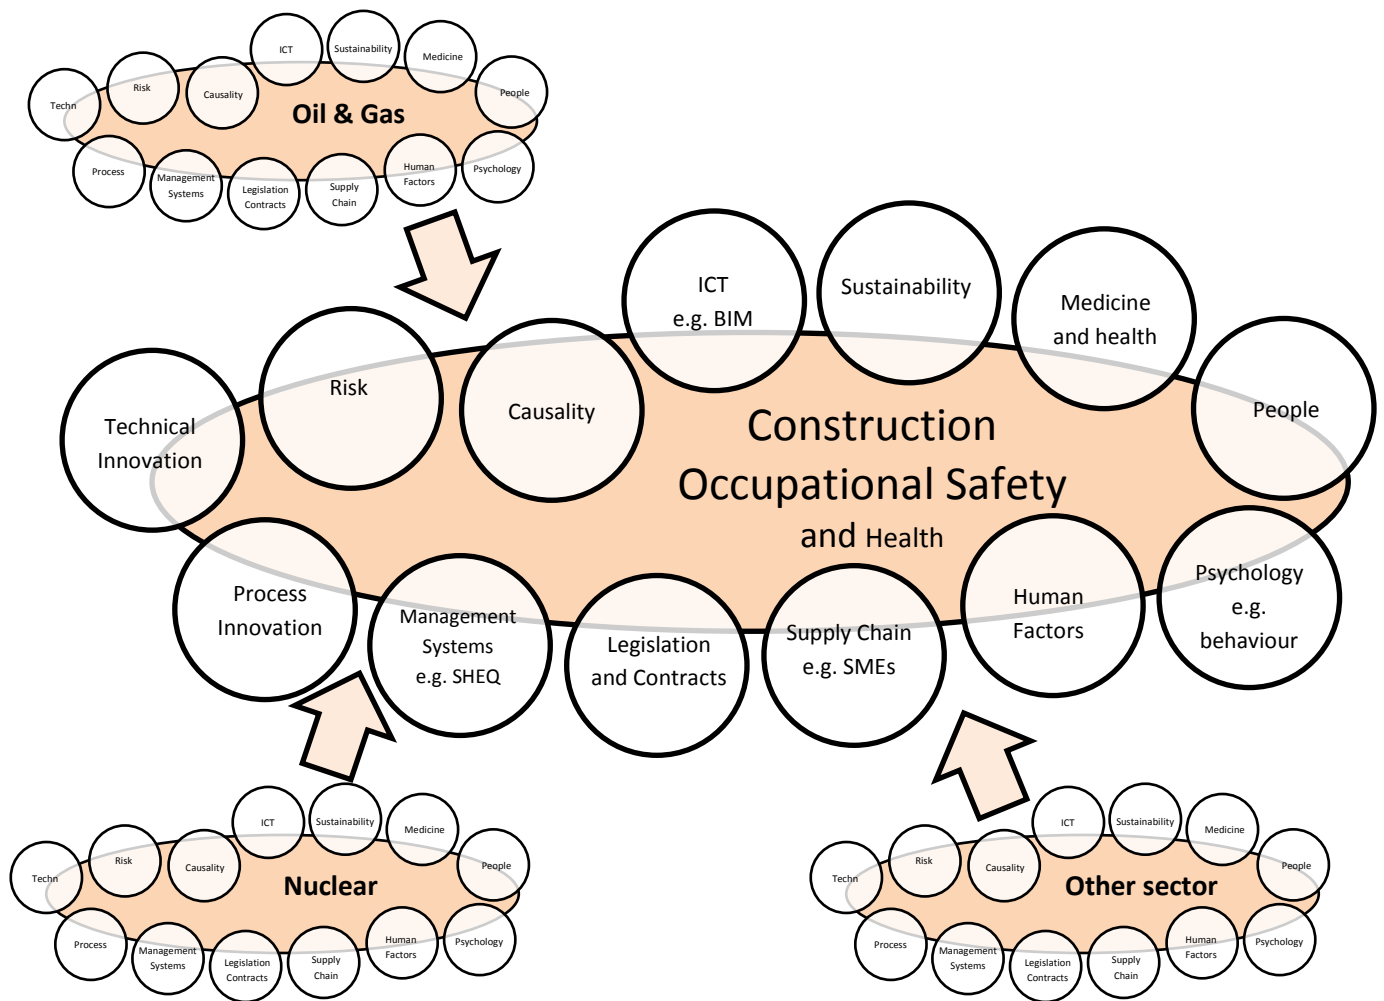 ICT
Sustainability
Medicine
Risk
Causality
People
Techn
Oil & Gas
Process
Management
Systems
Legislation
Contracts
Supply
Chain
Human
Factors
Psychology
ICT
e.g. BIM
Sustainability
Medicine
and health
Risk
Causality
People
Technical
Innovation
Construction
Occupational Safety
and Health
Process
Innovation
Management
Systems
e.g. SHEQ
Legislation
and Contracts
Supply Chain
e.g. SMEs
Human
Factors
Psychology
e.g.
behaviour
ICT
Sustainability
Medicine
Risk
Causality
People
Techn
Nuclear
Process
Management
Systems
Legislation
Contracts
Supply
Chain
Human
Factors
Psychology
ICT
Sustainability
Medicine
Risk
Causality
People
Techn
Other sector
Process
Management
Systems
Legislation
Contracts
Supply
Chain
Human
Factors
Psychology